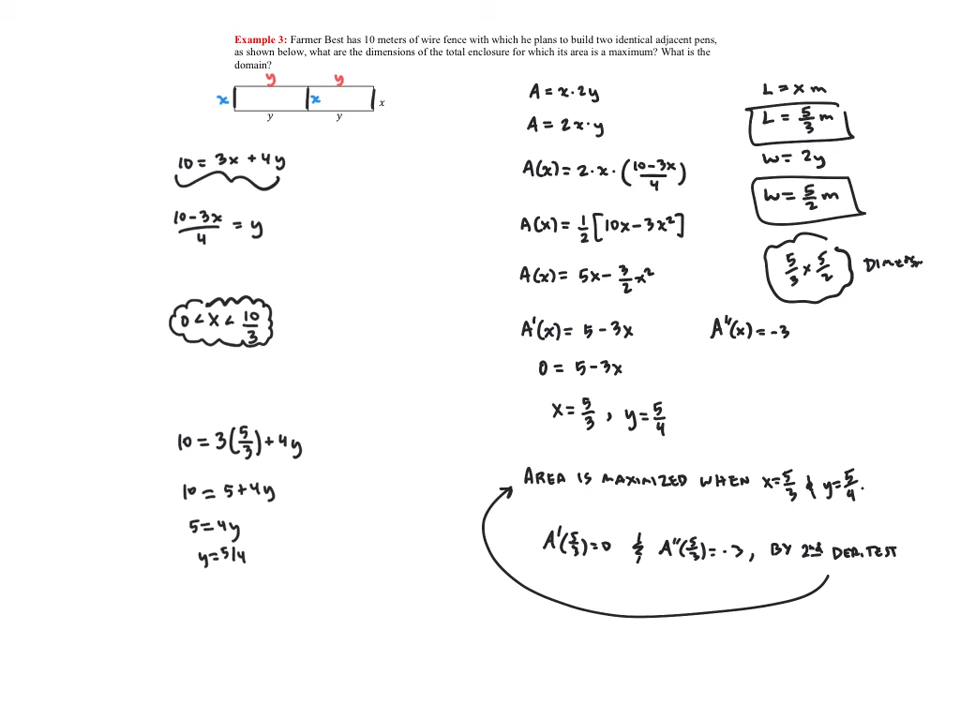 Example 3: Farmer Best has 10 meters of wire fence with which he plans to build two identical adjacent pens,
as shown below, what are the dimensions of the total enclosure for which its area is a maximum? What is the
domain?
y y
x x x
y y
10 = 3x + 4y
(10-3x)/4 = y
0 < x < 10/3
10 = 3(5/3) + 4y
10 = 5 + 4y
5 = 4y
y = 5/4
A = x · 2y
A = 2x · y
A(x) = 2 · x · ((10-3x)/4)
A(x) = 1/2 [10x - 3x²]
A(x) = 5x - 3/2 x²
A'(x) = 5 - 3x
A"(x) = -3
0 = 5 - 3x
x = 5/3 , y = 5/4
AREA IS MAXIMIZED WHEN x = 5/3 & y = 5/4.
A'(5/3) = 0 & A"(5/3) = -3, BY 2nd DER. TEST
L = x m
L = 5/3 m
W = 2y
W = 5/2 m
5/3 x 5/2